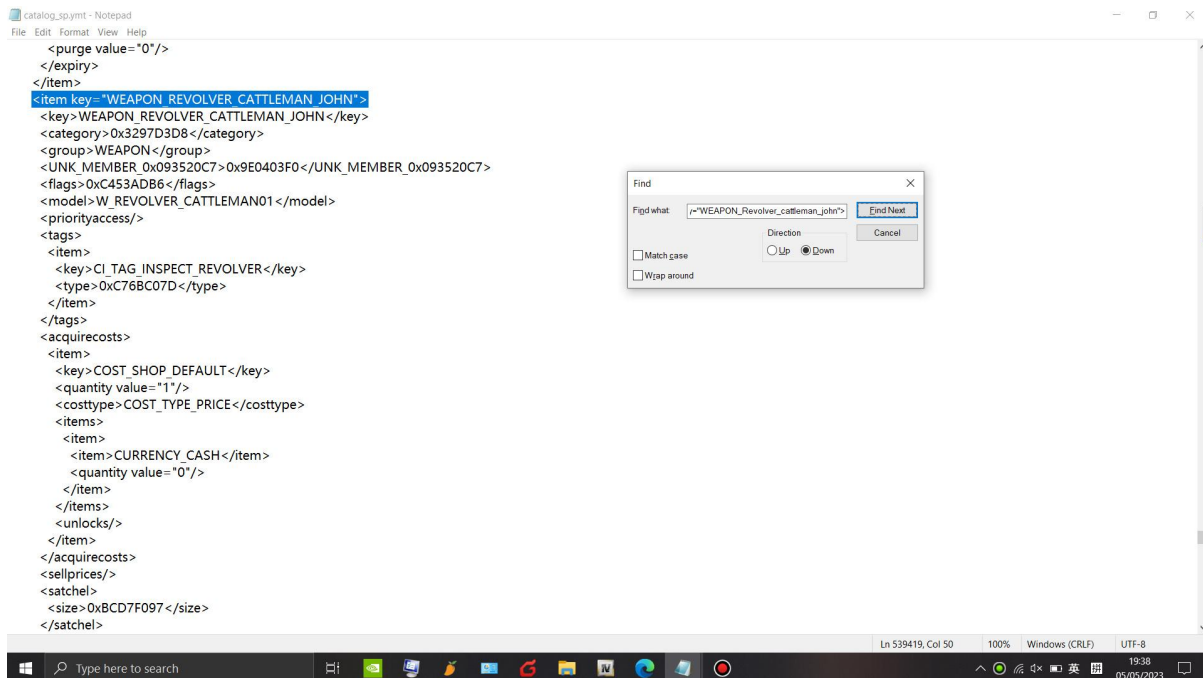 catalog_sp.ymt - Notepad
File Edit Format View Help
<purge value="0"/>
</expiry>
</item>
<item key="WEAPON_REVOLVER_CATTLEMAN_JOHN">
<key>WEAPON_REVOLVER_CATTLEMAN_JOHN</key>
<category>0x3297D3D8</category>
<group>WEAPON</group>
<UNK_MEMBER_0x093520C7>0x9E0403F0</UNK_MEMBER_0x093520C7>
<flags>0xC453ADB6</flags>
<model>W_REVOLVER_CATTLEMAN01</model>
<priorityaccess/>
<tags>
<item>
<key>CI_TAG_INSPECT_REVOLVER</key>
<type>0xC76BC07D</type>
</item>
</tags>
<acquirecosts>
<item>
<key>COST_SHOP_DEFAULT</key>
<quantity value="1"/>
<costtype>COST_TYPE_PRICE</costtype>
<items>
<item>
<item>CURRENCY_CASH</item>
<quantity value="0"/>
</item>
</items>
<unlocks/>
</item>
</acquirecosts>
<sellprices/>
<satchel>
<size>0xBCD7F097</size>
</satchel>
Find
Find what
="WEAPON_Revolver_cattleman_john">
Find Next
Direction
Cancel
Up Down
Match case
Wrap around
Ln 539419, Col 50 100% Windows (CRLF) UTF-8
Type here to search
IV
英
拼
19:38
05/05/2023